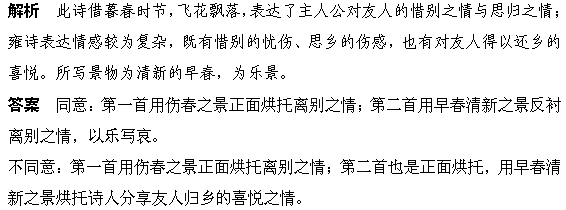 解析　此诗借暮春时节，飞花飘落，表达了主人公对友人的惜别之情与思归之情；
雍诗表达情感较为复杂，既有惜别的忧伤、思乡的伤感，也有对友人得以还乡的
喜悦。所写景物为清新的早春，为乐景。
答案　同意：第一首用伤春之景正面烘托离别之情；第二首用早春清新之景反衬
离别之情，以乐写哀。
不同意：第一首用伤春之景正面烘托离别之情；第二首也是正面烘托，用早春清
新之景烘托诗人分享友人归乡的喜悦之情。